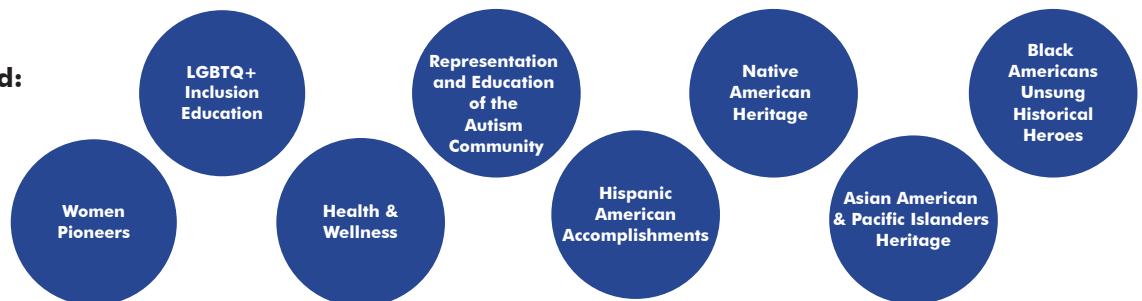 d:
LGBTQ+
Inclusion
Education
Representation
and Education
of the
Autism
Community
Native
American
Heritage
Black
Americans
Unsung
Historical
Heroes
Women
Pioneers
Health &
Wellness
Hispanic
American
Accomplishments
Asian American
& Pacific Islanders
Heritage